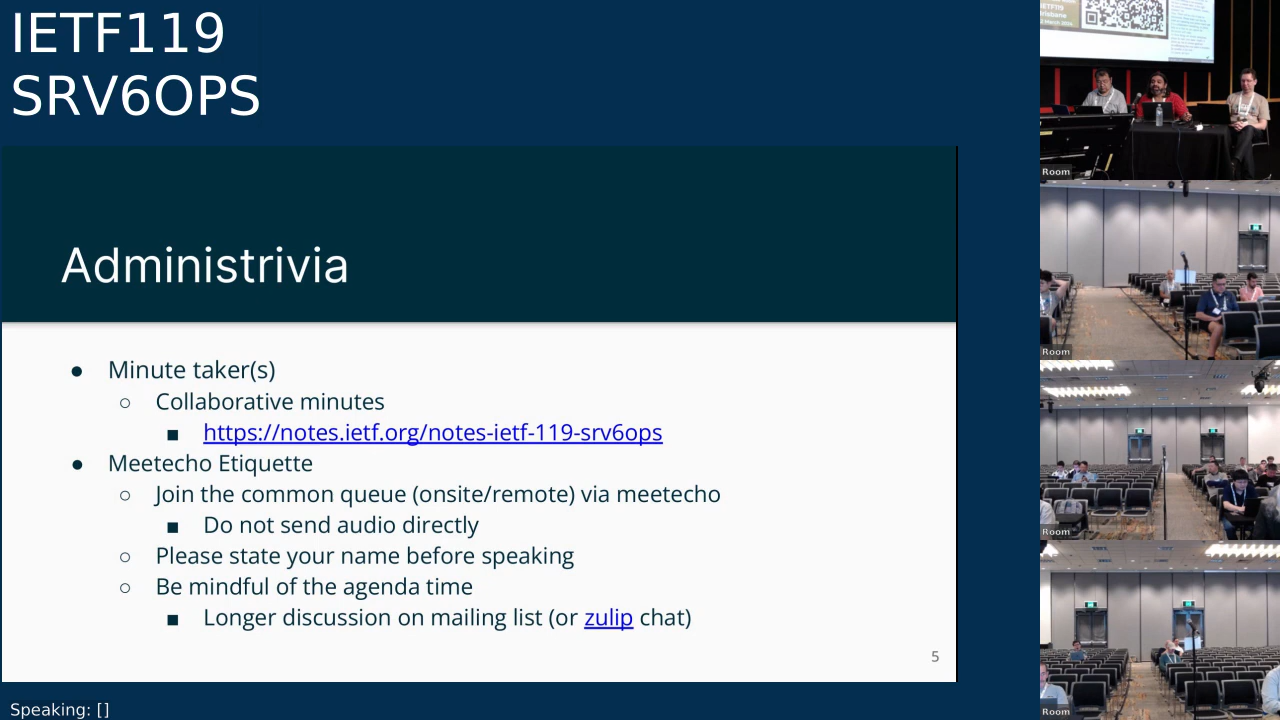 IETF119
SRV6OPS
IETF119
Brisbane
Administrivia
● Minute taker(s)
○ Collaborative minutes
■ https://notes.ietf.org/notes-ietf-119-srv6ops
● Meetecho Etiquette
○ Join the common queue (onsite/remote) via meetecho
■ Do not send audio directly
○ Please state your name before speaking
○ Be mindful of the agenda time
■ Longer discussion on mailing list (or zulip chat)
5
Speaking: []
Room
Room
Room
Room